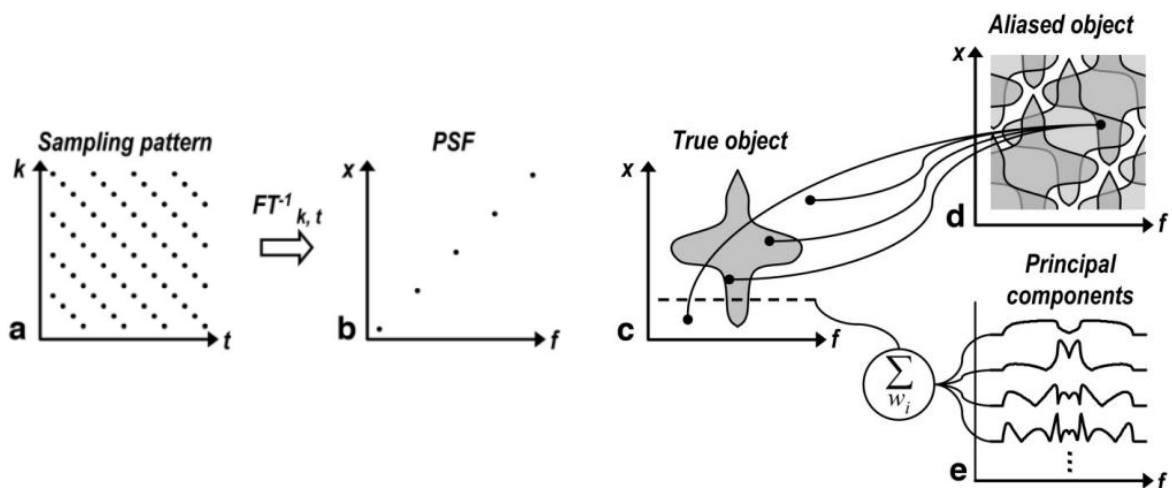 Sampling pattern
k
t
a
FT⁻¹ k, t
PSF
x
f
b
True object
x
f
c
Aliased object
x
f
d
Principal
components
f
e
∑
wᵢ